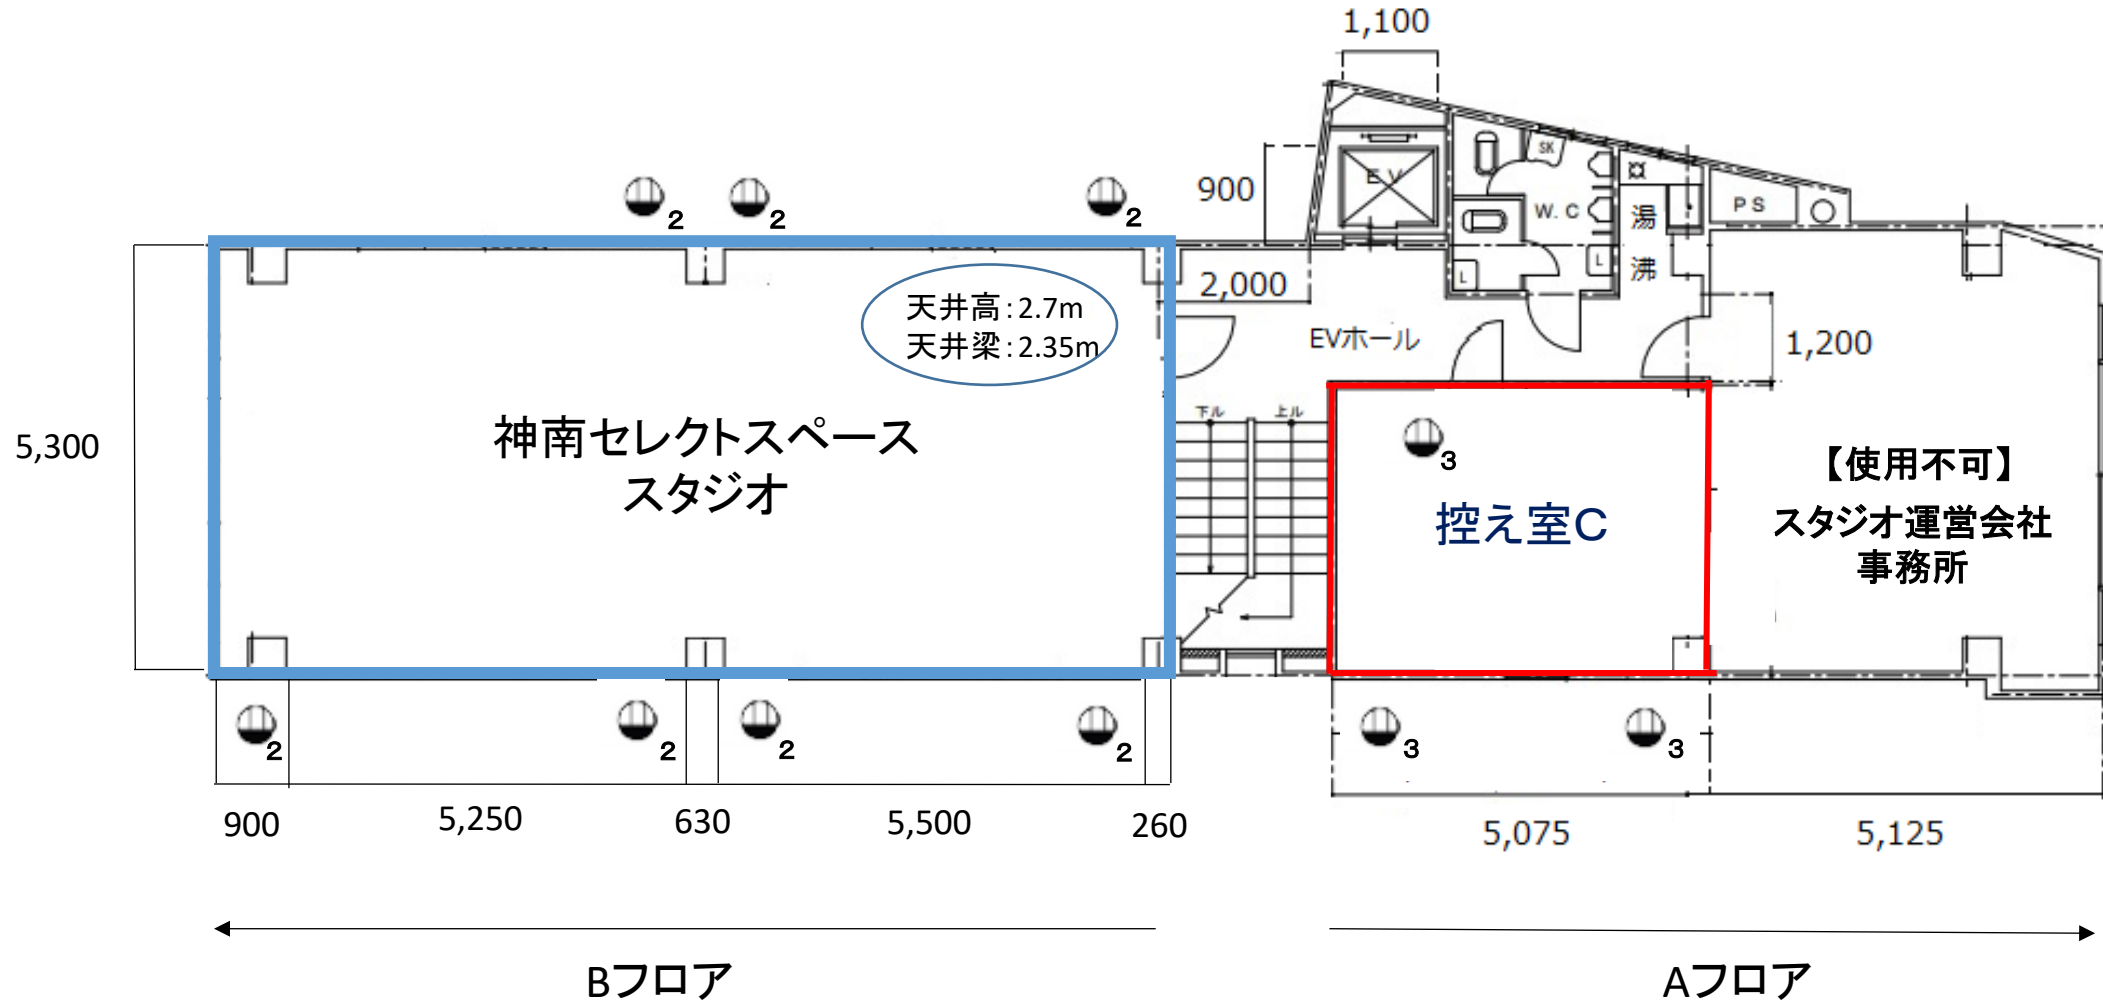 1,100
900
EV
SK
W.C
L
L
湯
沸
PS
2
2
2
2,000
天井高：2.7m
天井梁：2.35m
EVホール
1,200
下ル
上ル
5,300
神南セレクトスペース
スタジオ
3
控え室C
【使用不可】
スタジオ運営会社
事務所
2
2
2
2
3
3
900
5,250
630
5,500
260
5,075
5,125
Bフロア
Aフロア